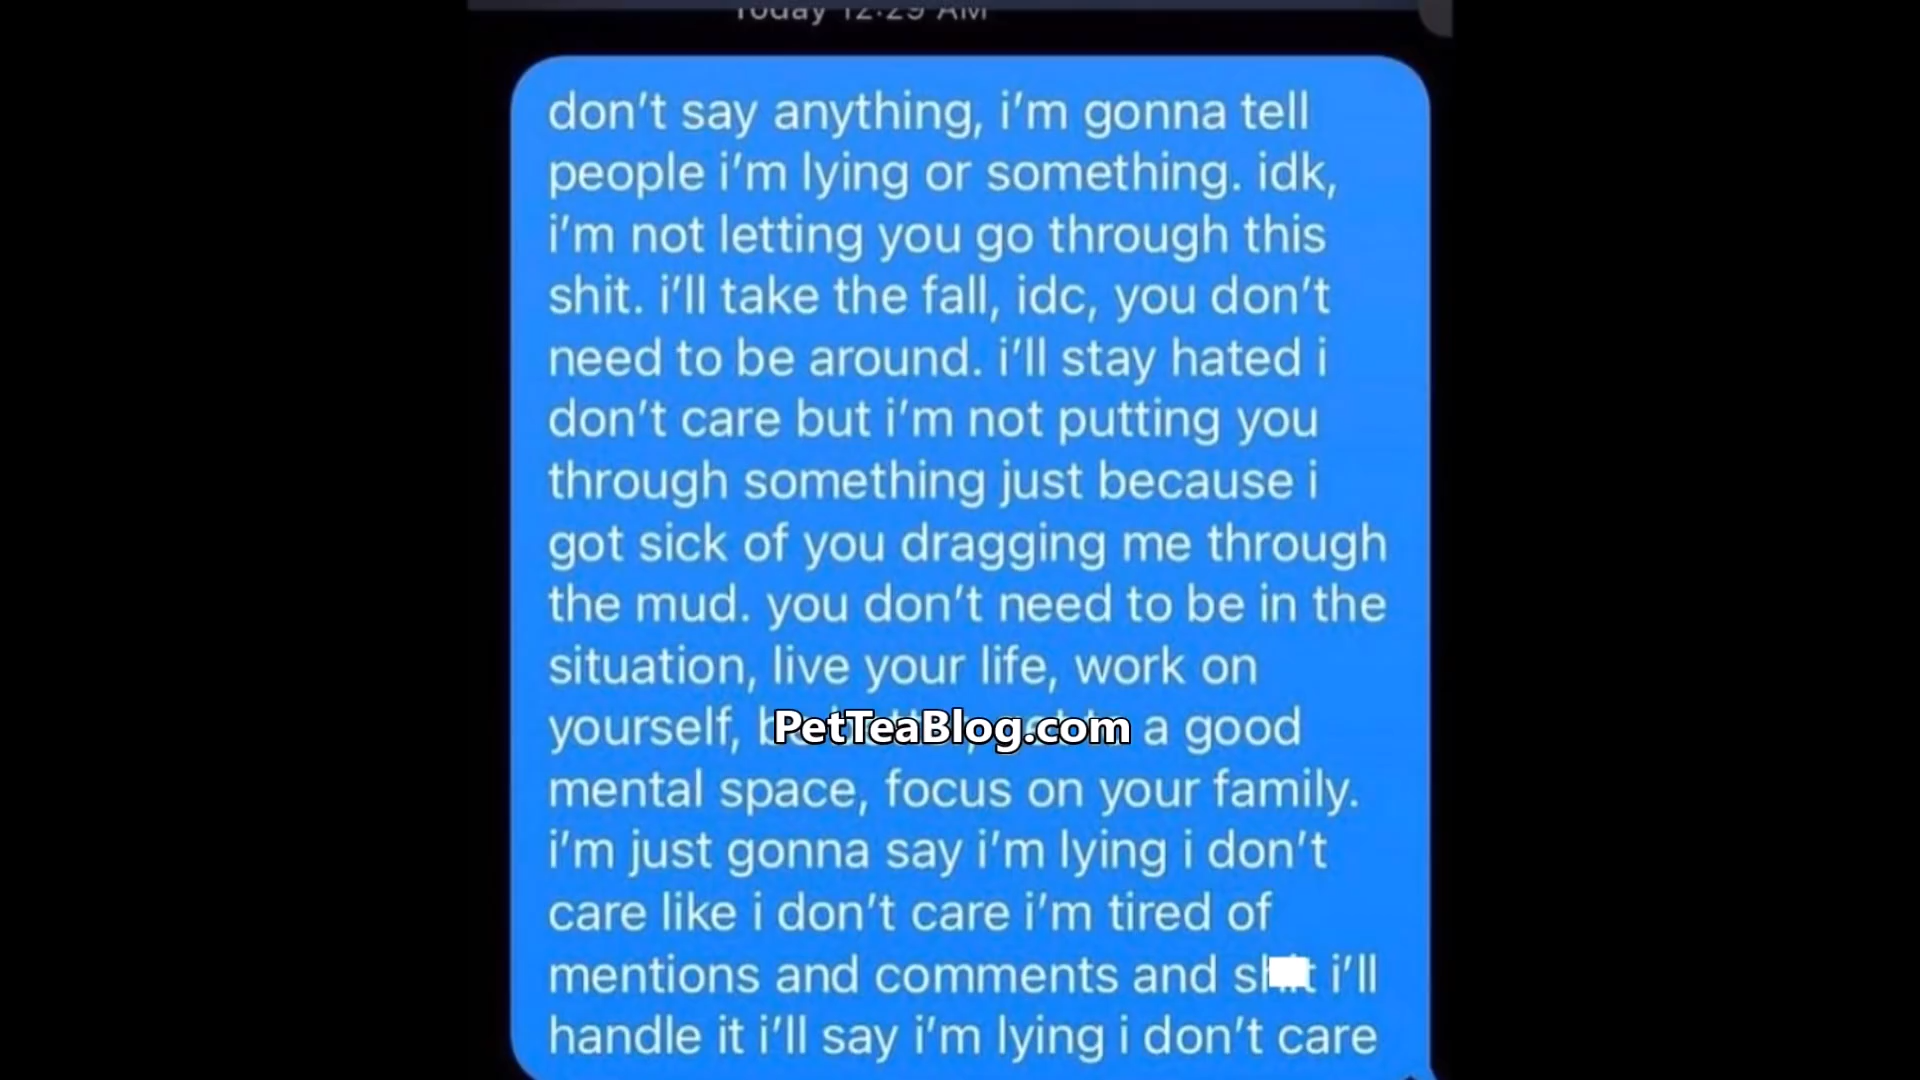 Today 12:29 AM
don't say anything, i'm gonna tell
people i'm lying or something. idk,
i'm not letting you go through this
shit. i'll take the fall, idc, you don't
need to be around. i'll stay hated i
don't care but i'm not putting you
through something just because i
got sick of you dragging me through
the mud. you don't need to be in the
situation, live your life, work on
yourself, PetTeaBlog.com a good
mental space, focus on your family.
i'm just gonna say i'm lying i don't
care like i don't care i'm tired of
mentions and comments and i'll
handle it i'll say i'm lying i don't care